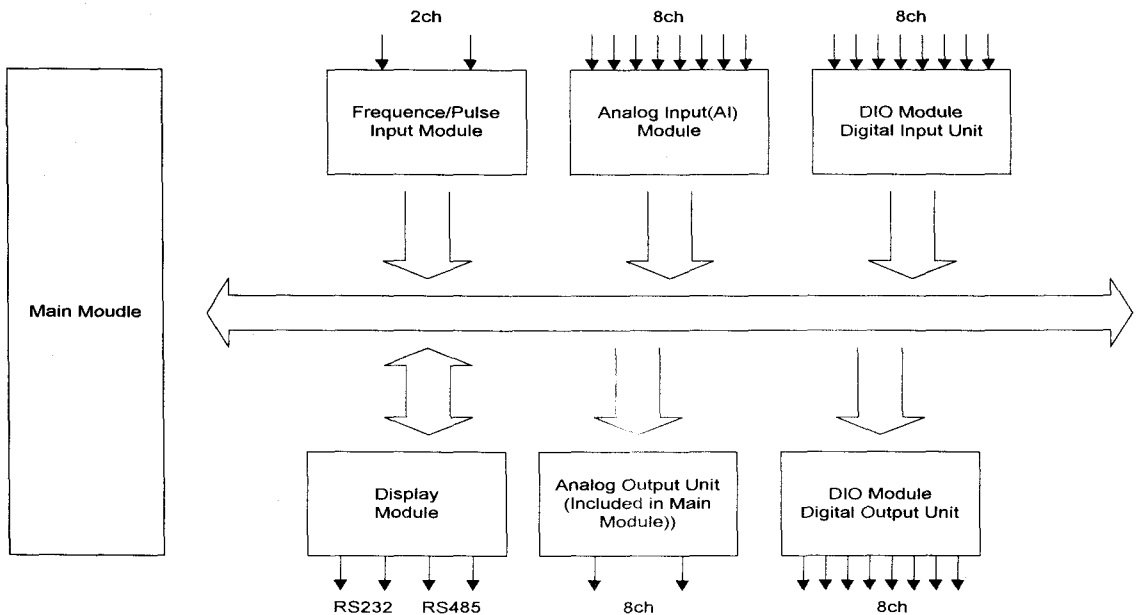 2ch
8ch
8ch
Frequence/Pulse
Input Module
Analog Input(AI)
Module
DIO Module
Digital Input Unit
Main Moudle
Display
Module
Analog Output Unit
(Included in Main
Module))
DIO Module
Digital Output Unit
RS232
RS485
8ch
8ch